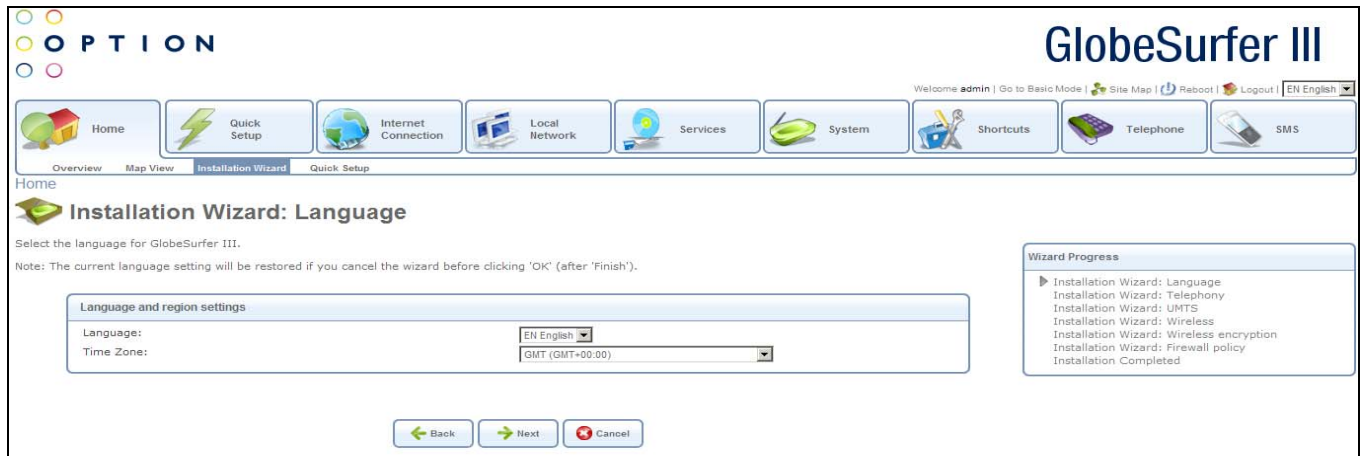 OPTION
GlobeSurfer III
Welcome admin | Go to Basic Mode | Site Map | Reboot | Logout | EN English
Home
Quick Setup
Internet Connection
Local Network
Services
System
Shortcuts
Telephone
SMS
Overview Map View Installation Wizard Quick Setup
Home
Installation Wizard: Language
Select the language for GlobeSurfer III.
Note: The current language setting will be restored if you cancel the wizard before clicking 'OK' (after 'Finish').
Language and region settings
Language: EN English
Time Zone: GMT (GMT+00:00)
Wizard Progress
Installation Wizard: Language
Installation Wizard: Telephony
Installation Wizard: UMTS
Installation Wizard: Wireless
Installation Wizard: Wireless encryption
Installation Wizard: Firewall policy
Installation Completed
Back Next Cancel